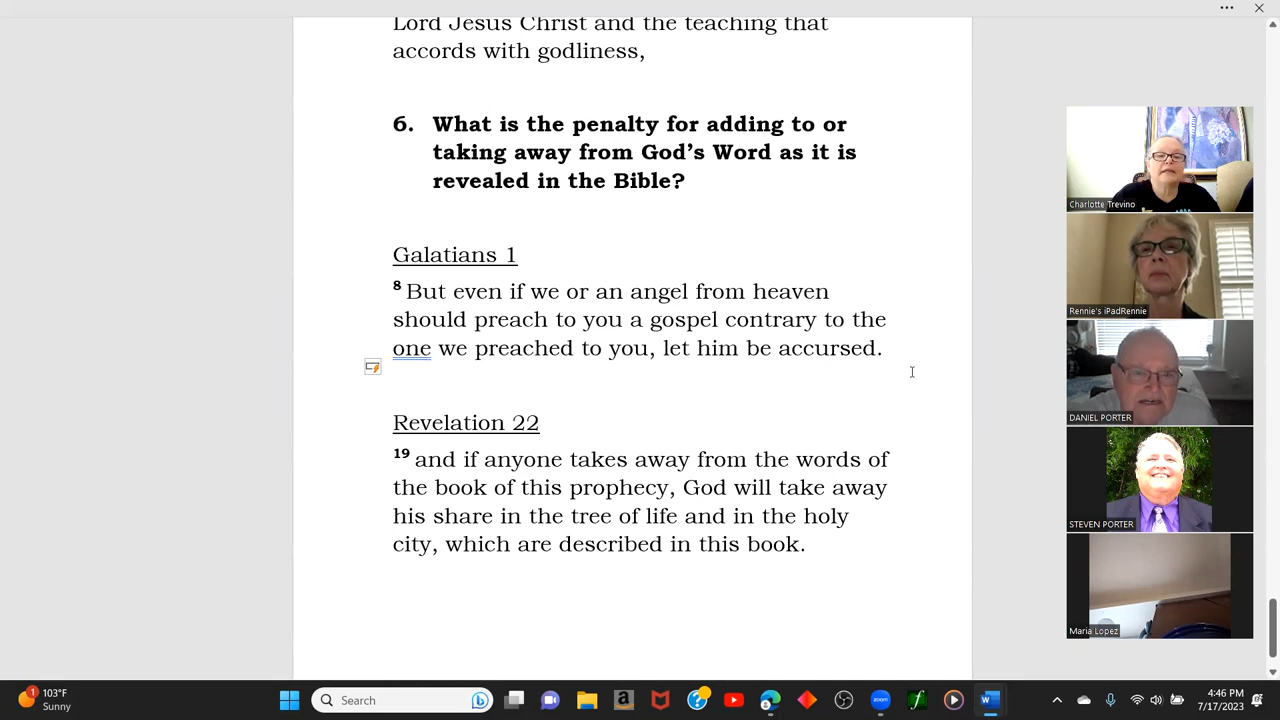 Lord Jesus Christ and the teaching that
accords with godliness,
6. What is the penalty for adding to or
taking away from God’s Word as it is
revealed in the Bible?
Galatians 1
8 But even if we or an angel from heaven
should preach to you a gospel contrary to the
one we preached to you, let him be accursed.
Revelation 22
19 and if anyone takes away from the words of
the book of this prophecy, God will take away
his share in the tree of life and in the holy
city, which are described in this book.
Charlotte Trevino
Rennie's iPadRennie
DANIEL PORTER
STEVEN PORTER
Maria Lopez
1
103°F
Sunny
Search
zoom
4:46 PM
7/17/2023